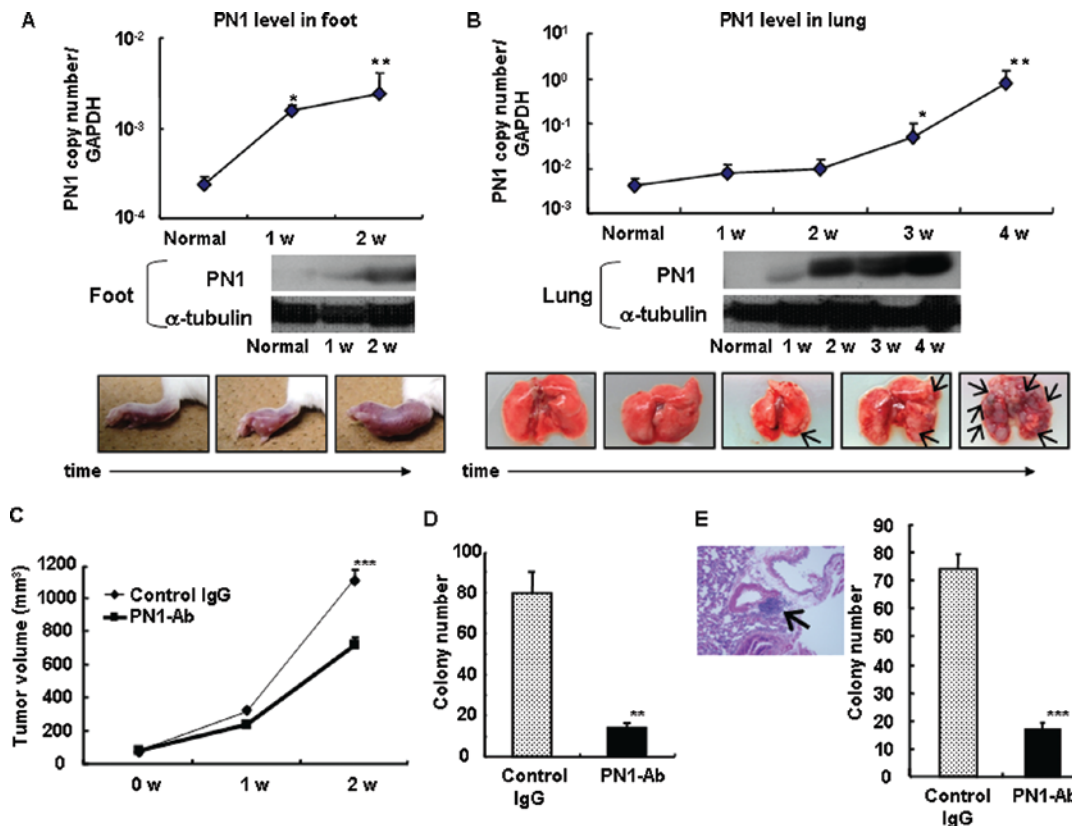 A
PN1 level in foot
PN1 copy number/
GAPDH
10-2
10-3
10-4
*
**
Normal 1 w 2 w
Foot
PN1
α-tubulin
Normal 1 w 2 w
time
B
PN1 level in lung
PN1 copy number/
GAPDH
10¹
10⁰
10-1
10-2
10-3
*
**
Normal 1 w 2 w 3 w 4 w
Lung
PN1
α-tubulin
Normal 1 w 2 w 3 w 4 w
time
C
Tumor volume (mm³)
1200
1000
800
600
400
200
0
Control IgG
PN1-Ab
***
0 w 1 w 2 w
D
Colony number
100
80
60
40
20
0
**
Control
IgG
PN1-Ab
E
Colony number
90
80
70
60
50
40
30
20
10
0
***
Control
IgG
PN1-Ab